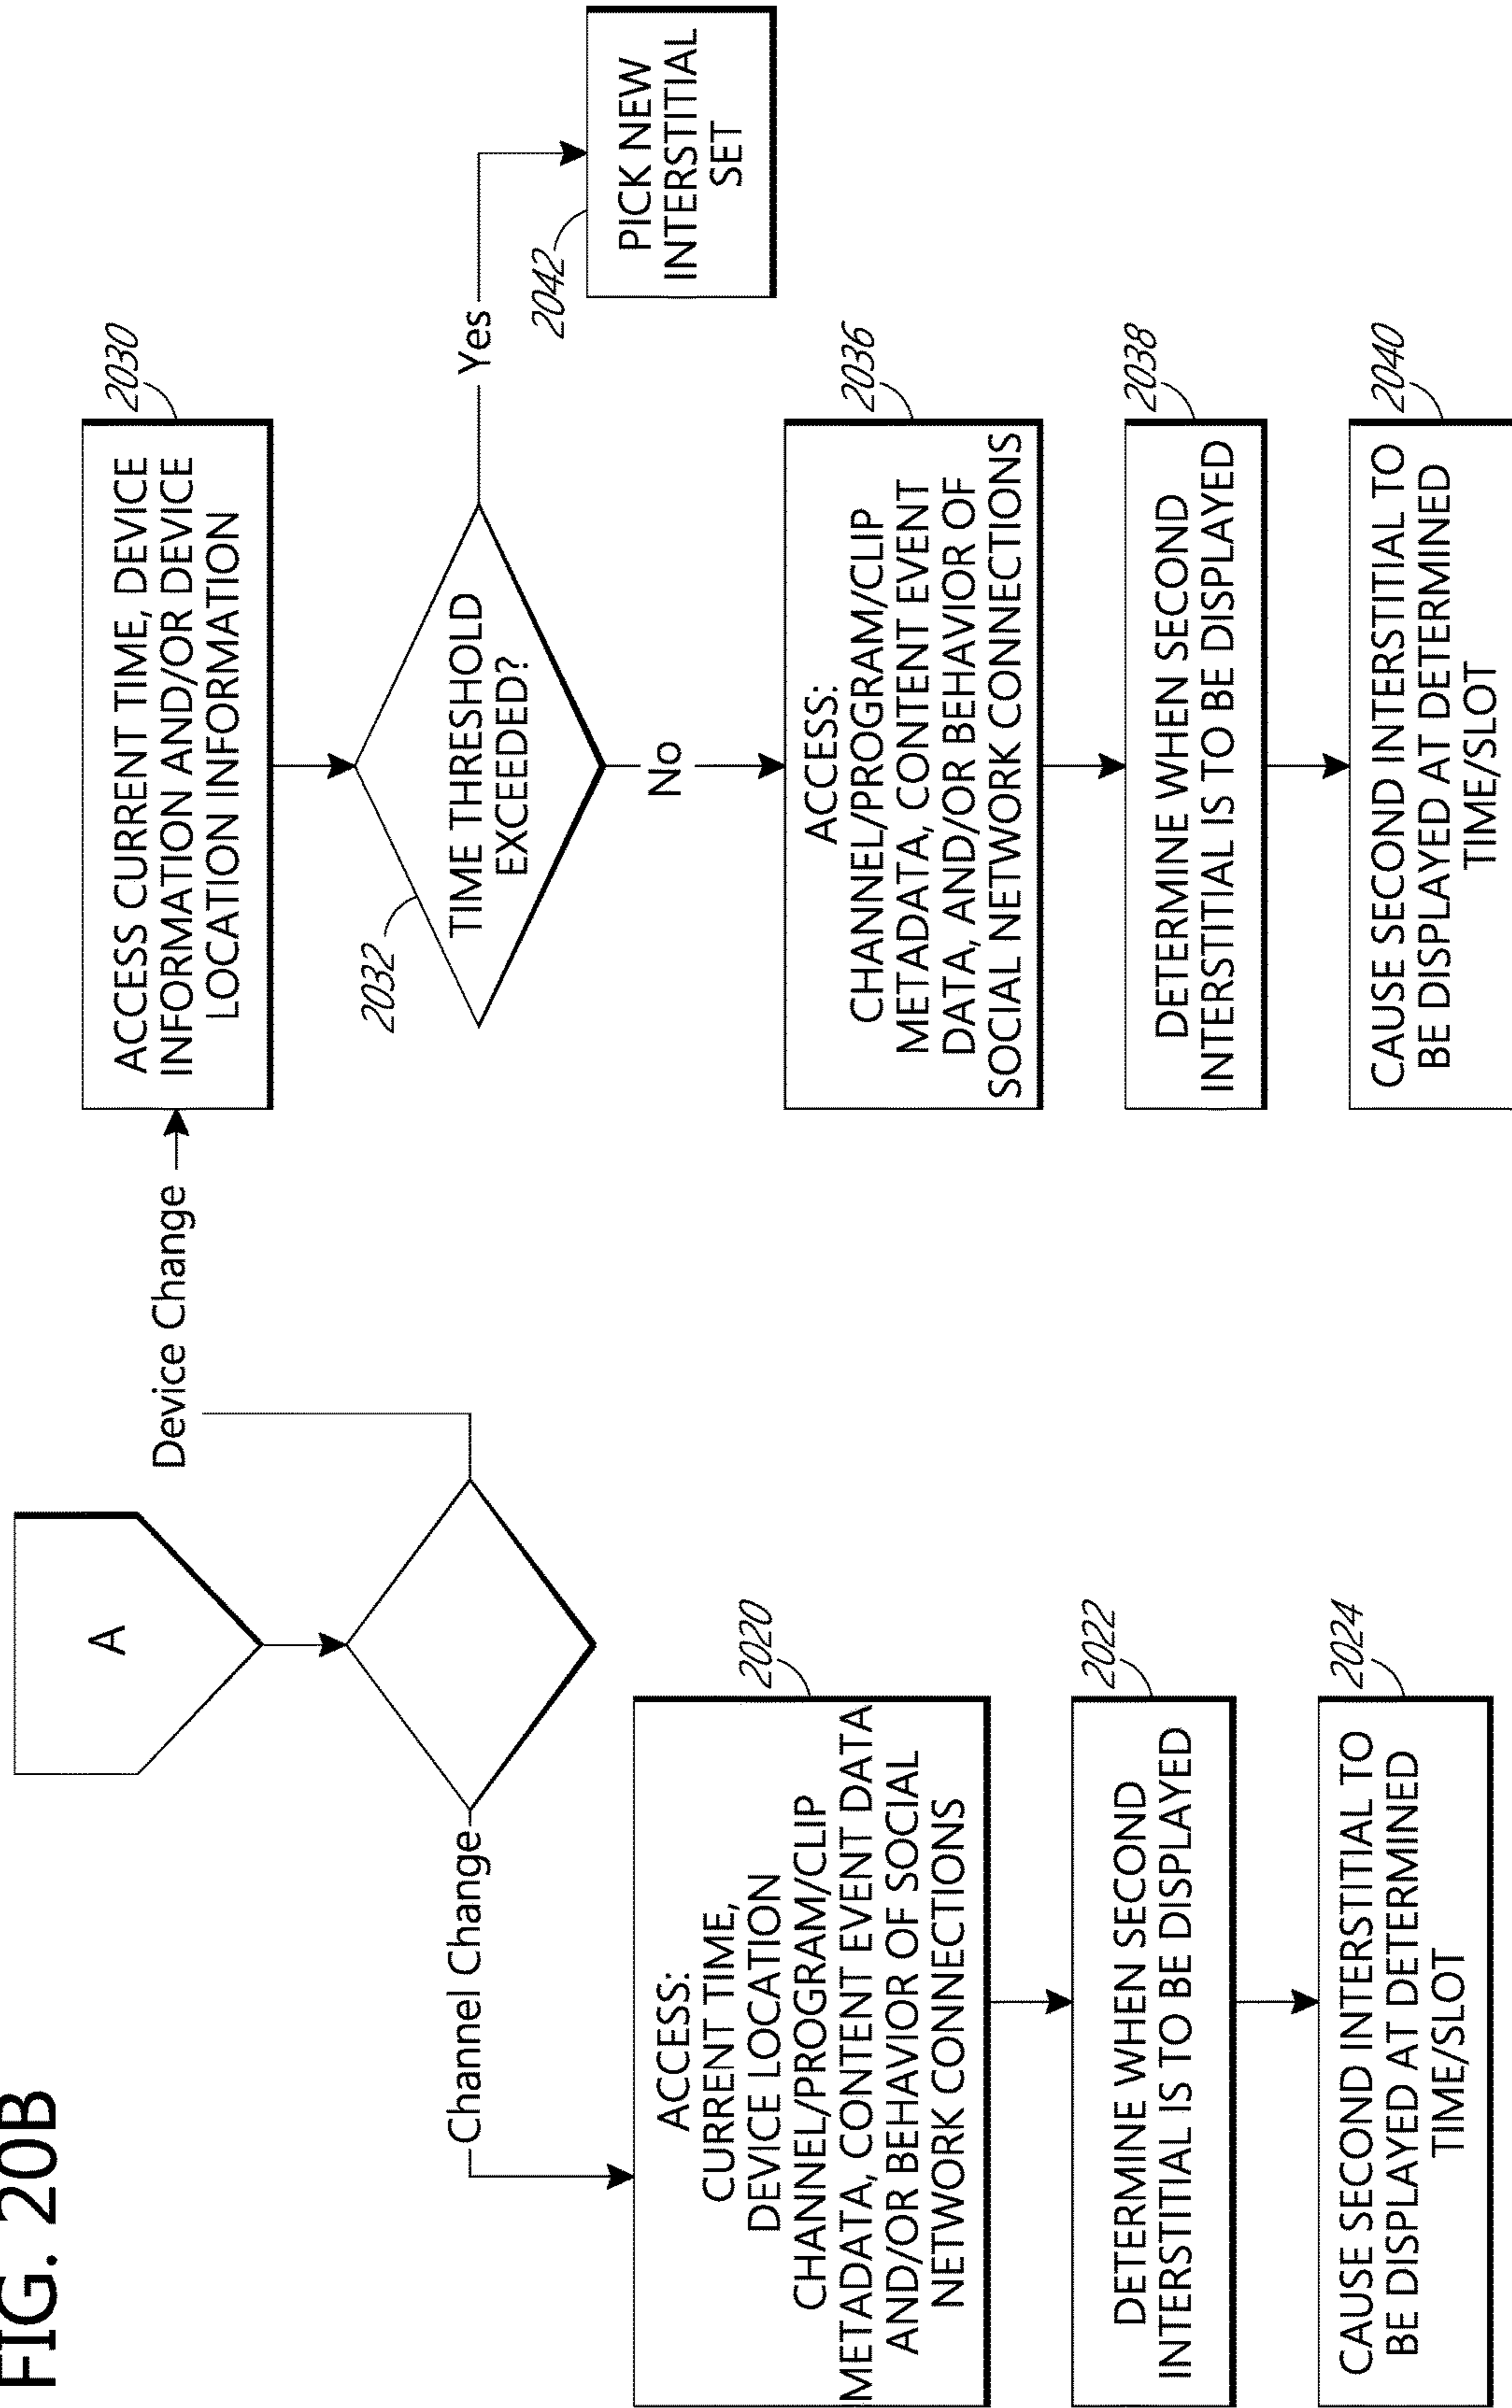 FIG. 20B
A
Channel Change
Device Change
2020
ACCESS:
CURRENT TIME,
DEVICE LOCATION
CHANNEL/PROGRAM/CLIP
METADATA, CONTENT EVENT DATA
AND/OR BEHAVIOR OF SOCIAL
NETWORK CONNECTIONS
2022
DETERMINE WHEN SECOND
INTERSTITIAL IS TO BE DISPLAYED
2024
CAUSE SECOND INTERSTITIAL TO
BE DISPLAYED AT DETERMINED
TIME/SLOT
2030
ACCESS CURRENT TIME, DEVICE
INFORMATION AND/OR DEVICE
LOCATION INFORMATION
2032
TIME THRESHOLD
EXCEEDED?
Yes
2042
PICK NEW
INTERSTITIAL
SET
No
2036
ACCESS:
CHANNEL/PROGRAM/CLIP
METADATA, CONTENT EVENT
DATA, AND/OR BEHAVIOR OF
SOCIAL NETWORK CONNECTIONS
2038
DETERMINE WHEN SECOND
INTERSTITIAL IS TO BE DISPLAYED
2040
CAUSE SECOND INTERSTITIAL TO
BE DISPLAYED AT DETERMINED
TIME/SLOT